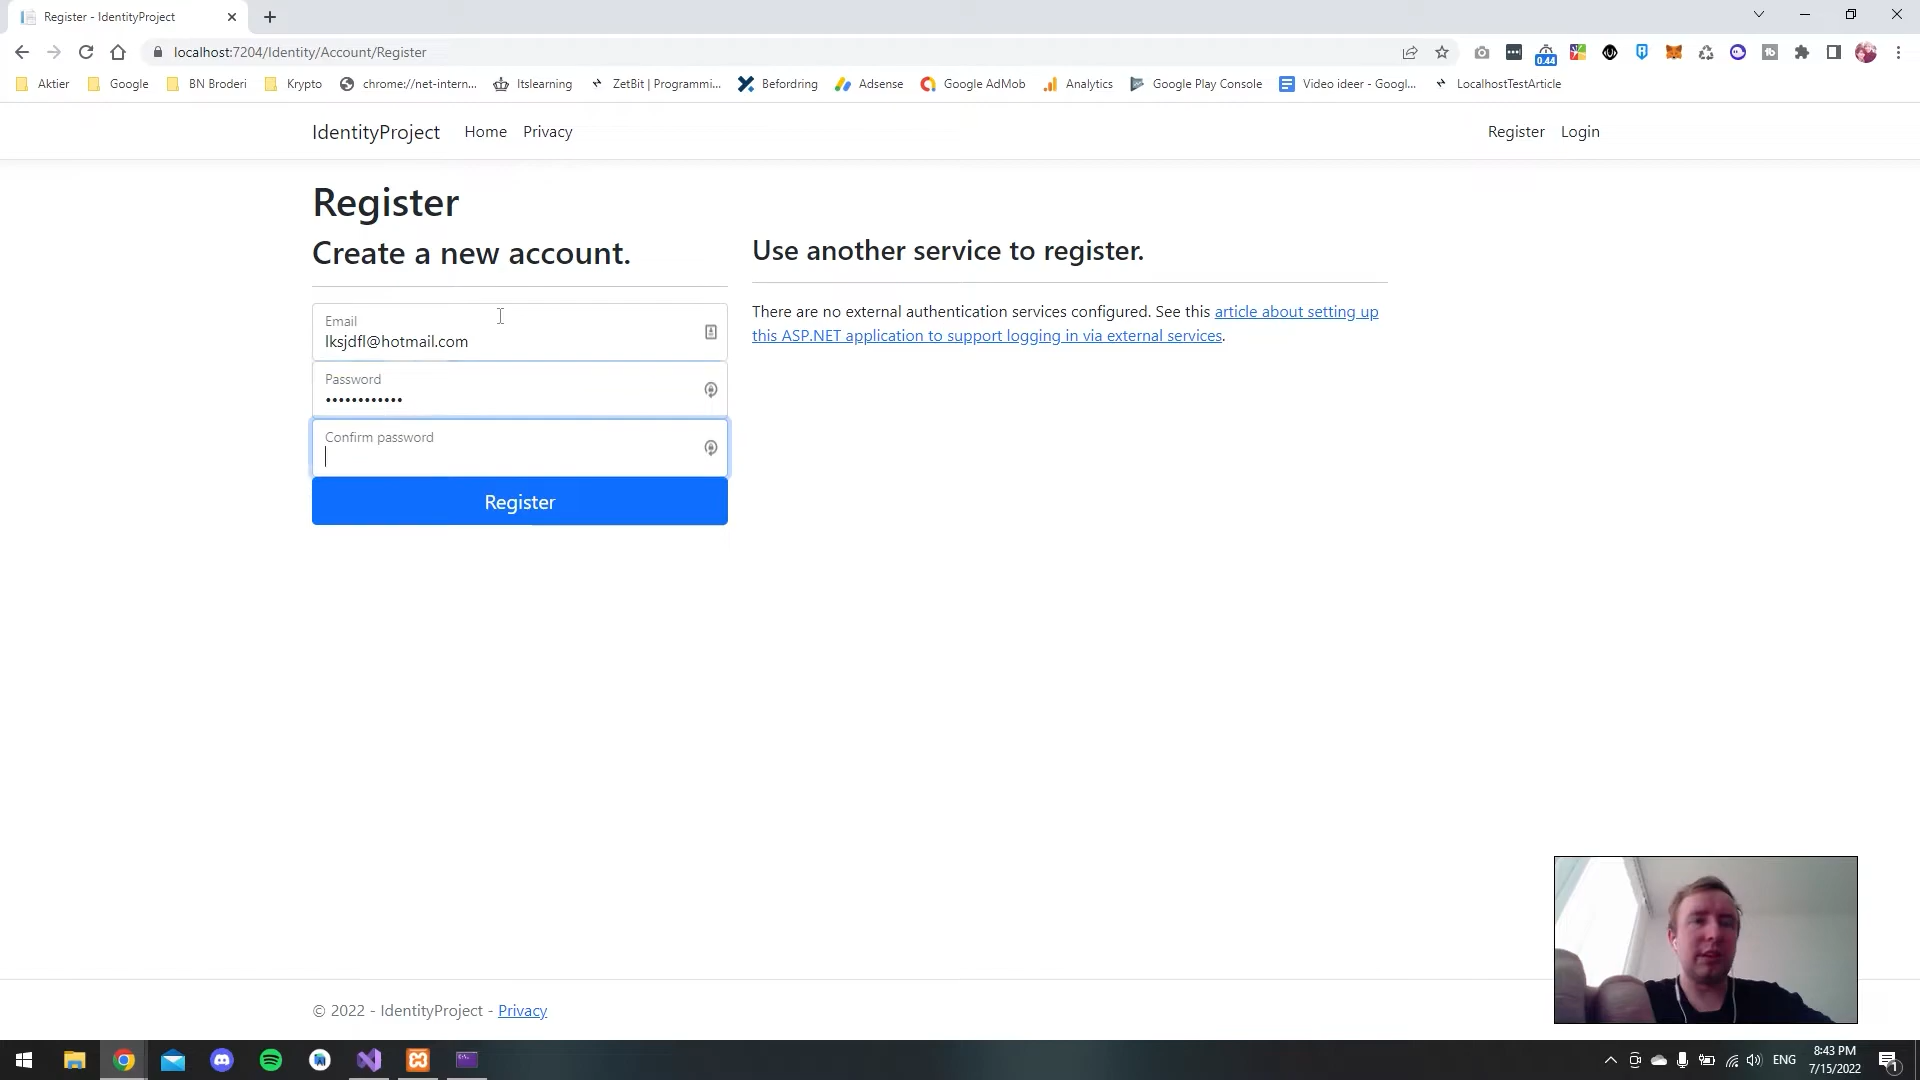 Register - IdentityProject
localhost:7204/Identity/Account/Register
0.44
Aktier
Google
BN Broderi
Krypto
chrome://net-intern...
Itslearning
ZetBit | Programmi...
Befordring
Adsense
Google AdMob
Analytics
Google Play Console
Video ideer - Googl...
LocalhostTestArticle
IdentityProject
Home
Privacy
Register
Login
Register
Create a new account.
Email
lksjdfl@hotmail.com
Password
••••••••••••
Confirm password
Register
Use another service to register.
There are no external authentication services configured. See this article about setting up
this ASP.NET application to support logging in via external services.
© 2022 - IdentityProject - Privacy
ENG
8:43 PM
7/15/2022
1